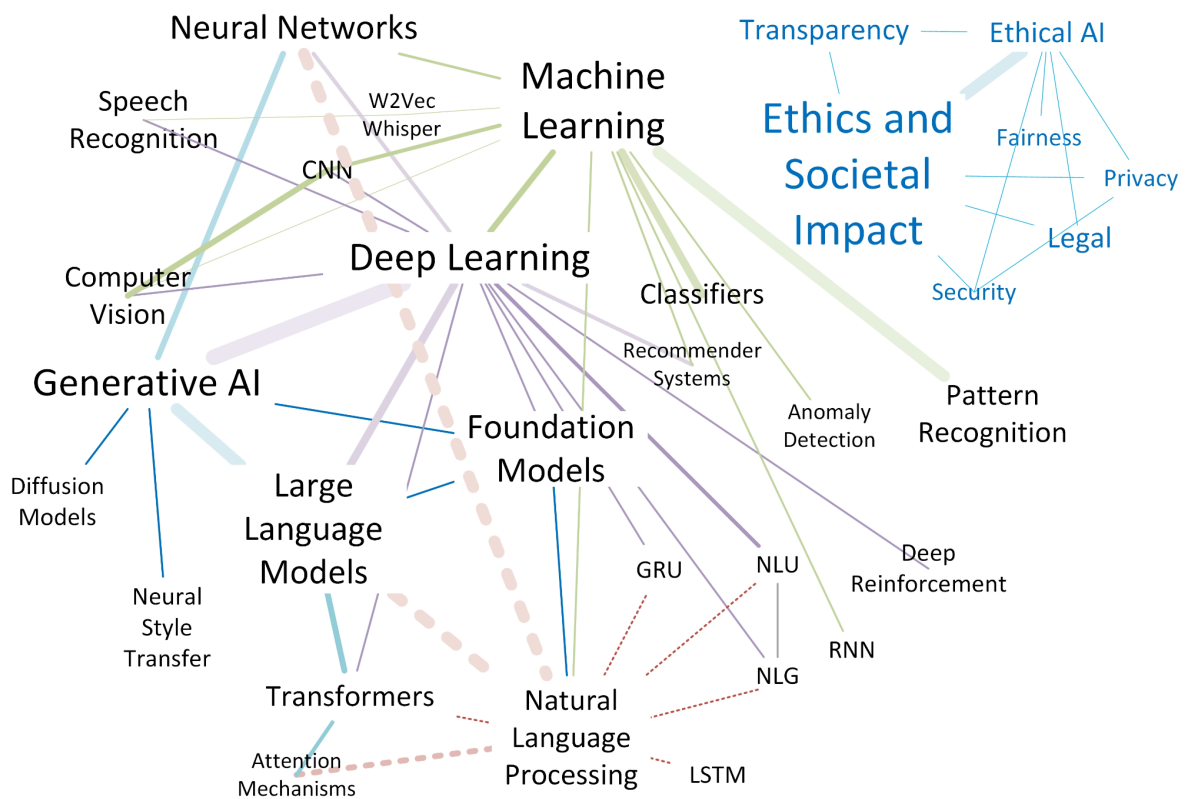 Neural Networks
Transparency
Ethical AI
Machine
Learning
Speech
Recognition
W2Vec
Whisper
CNN
Ethics and
Societal
Impact
Fairness
Privacy
Legal
Security
Deep Learning
Computer
Vision
Classifiers
Recommender
Systems
Generative AI
Anomaly
Detection
Pattern
Recognition
Foundation
Models
Diffusion
Models
Large
Language
Models
GRU
NLU
Deep
Reinforcement
Neural
Style
Transfer
RNN
NLG
Transformers
Natural
Language
Processing
Attention
Mechanisms
LSTM